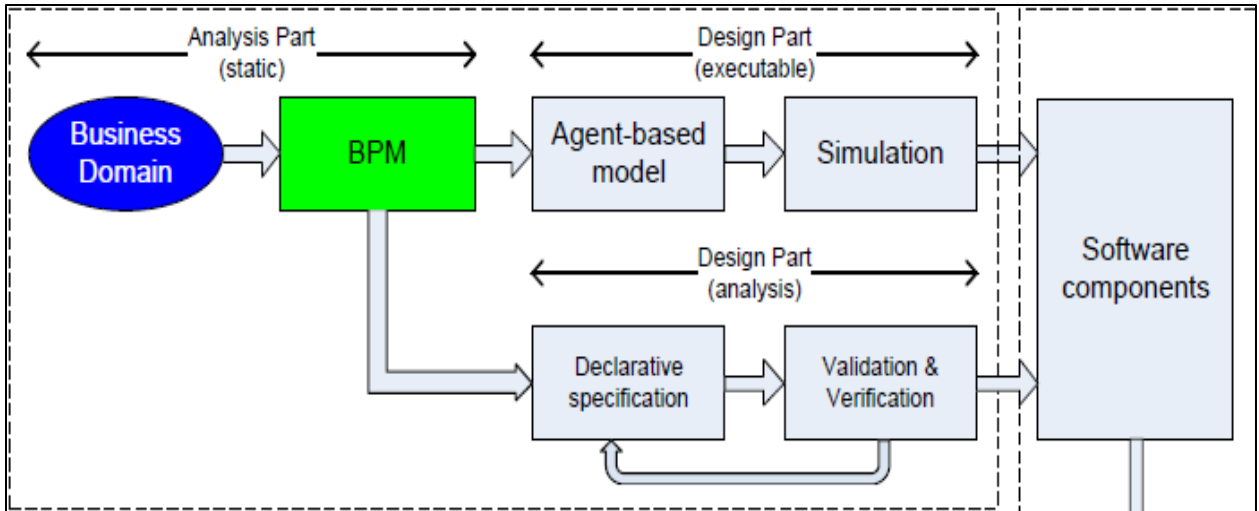 Analysis Part
(static)
Design Part
(executable)
Business
Domain
BPM
Agent-based
model
Simulation
Design Part
(analysis)
Software
components
Declarative
specification
Validation &
Verification